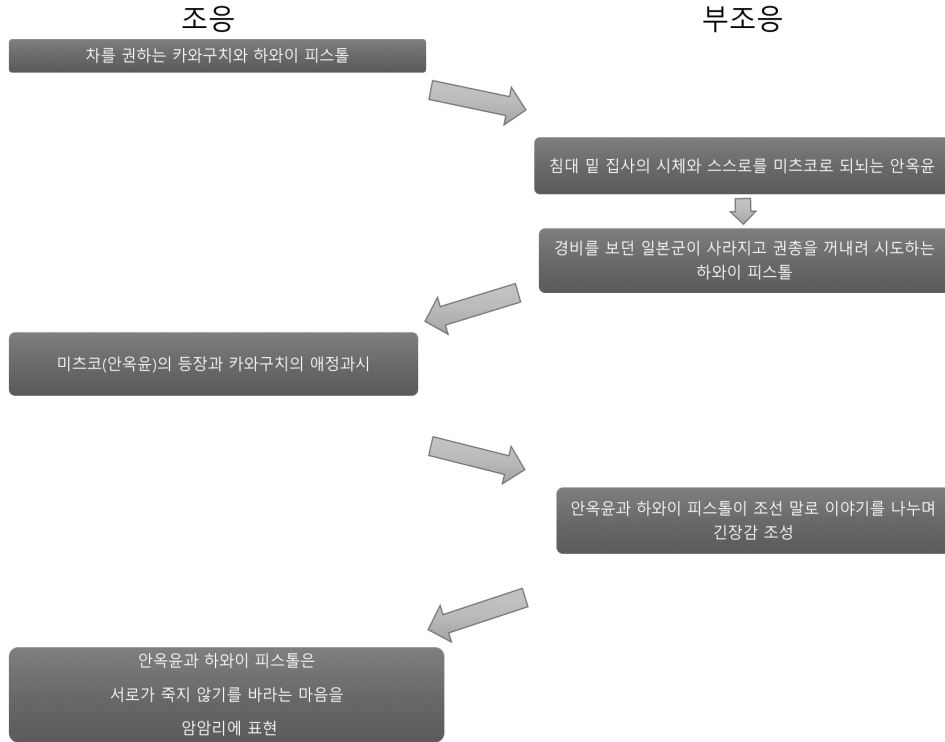 조응
부조응
차를 권하는 카와구치와 하와이 피스톨
침대 밑 집사의 시체와 스스로를 미츠코로 되뇌는 안옥윤
경비를 보던 일본군이 사라지고 권총을 꺼내려 시도하는
하와이 피스톨
미츠코(안옥윤)의 등장과 카와구치의 애정과시
안옥윤과 하와이 피스톨이 조선 말로 이야기를 나누며
긴장감 조성
안옥윤과 하와이 피스톨은
서로가 죽지 않기를 바라는 마음을
암암리에 표현